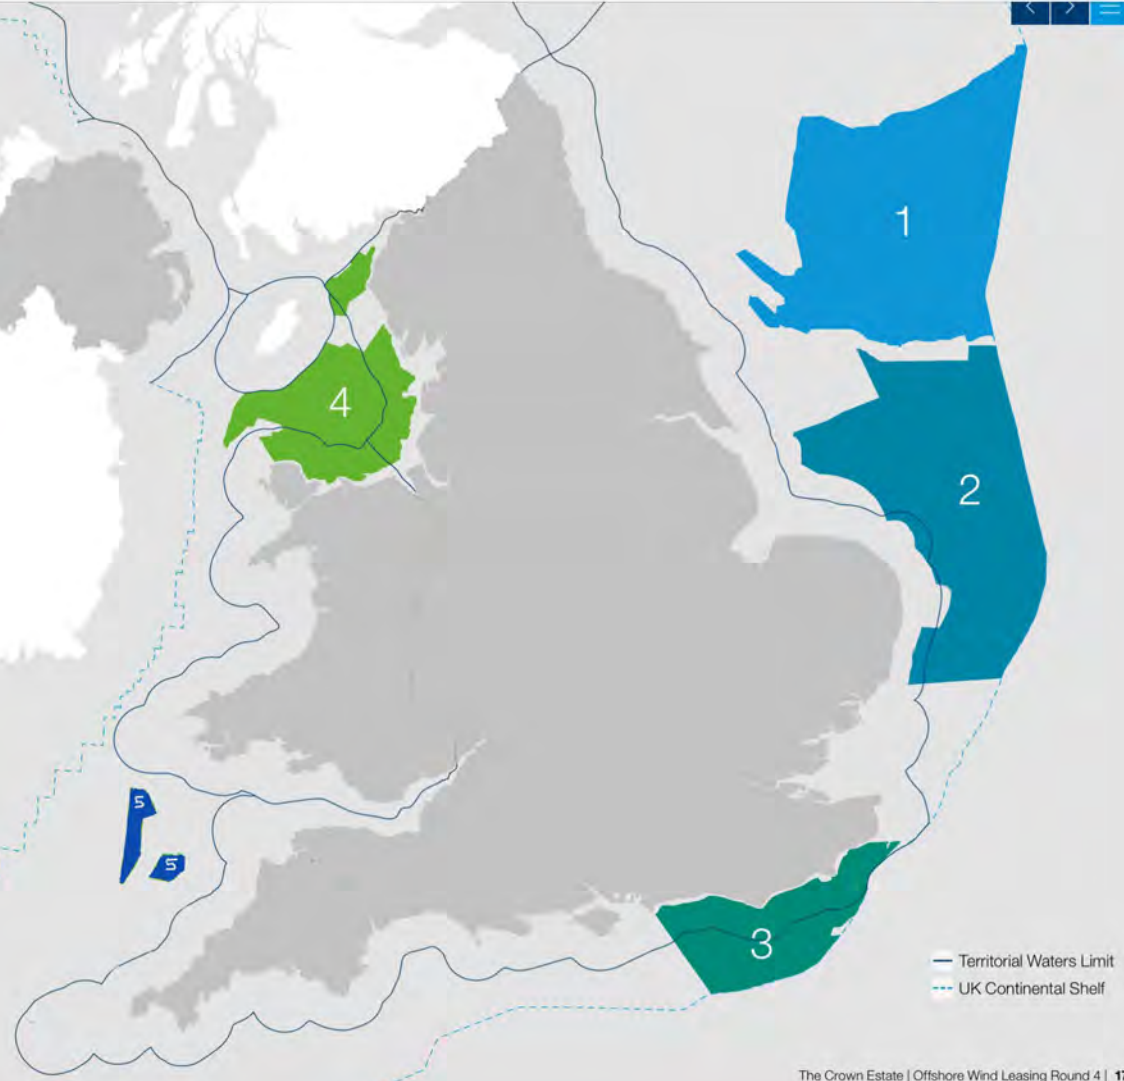 1
4
2
5
5
3
Territorial Waters Limit
UK Continental Shelf
The Crown Estate | Offshore Wind Leasing Round 4 | 17